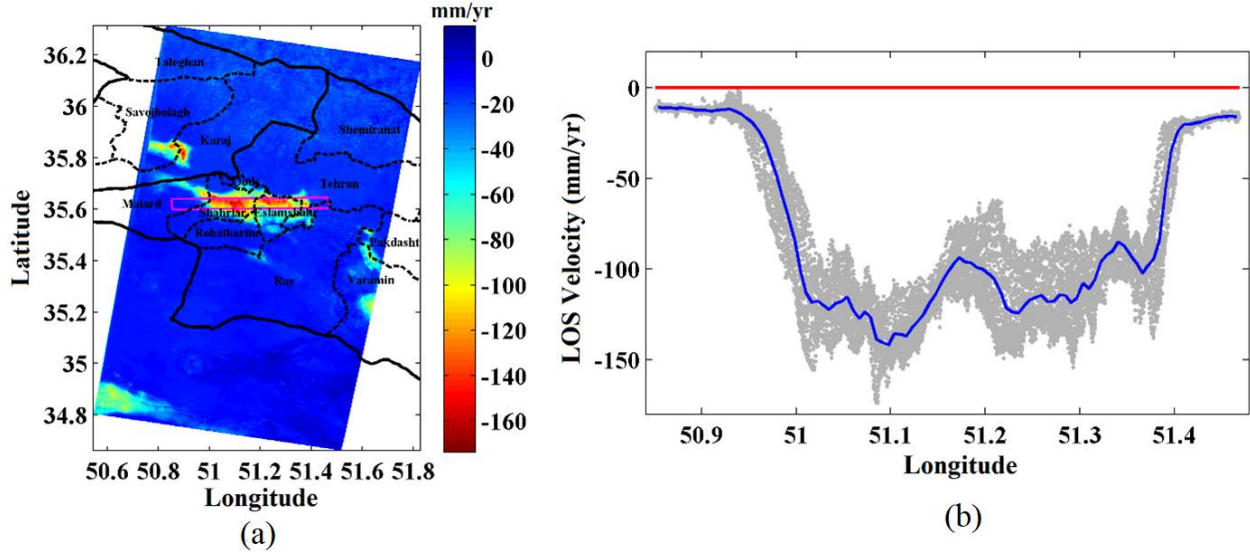 mm/yr
36.2
36
35.8
35.6
35.4
35.2
35
34.8
Latitude
Taleghan
Savojbolagh
Karaj
Shemiranat
Qods
Tehran
Malard
Shahriar Eslamshahr
Robatkarim
Pakdasht
Ray
Varamin
50.6 50.8 51 51.2 51.4 51.6 51.8
Longitude
0
-20
-40
-60
-80
-100
-120
-140
-160
(a)
LOS Velocity (mm/yr)
0
-50
-100
-150
50.9 51 51.1 51.2 51.3 51.4
Longitude
(b)